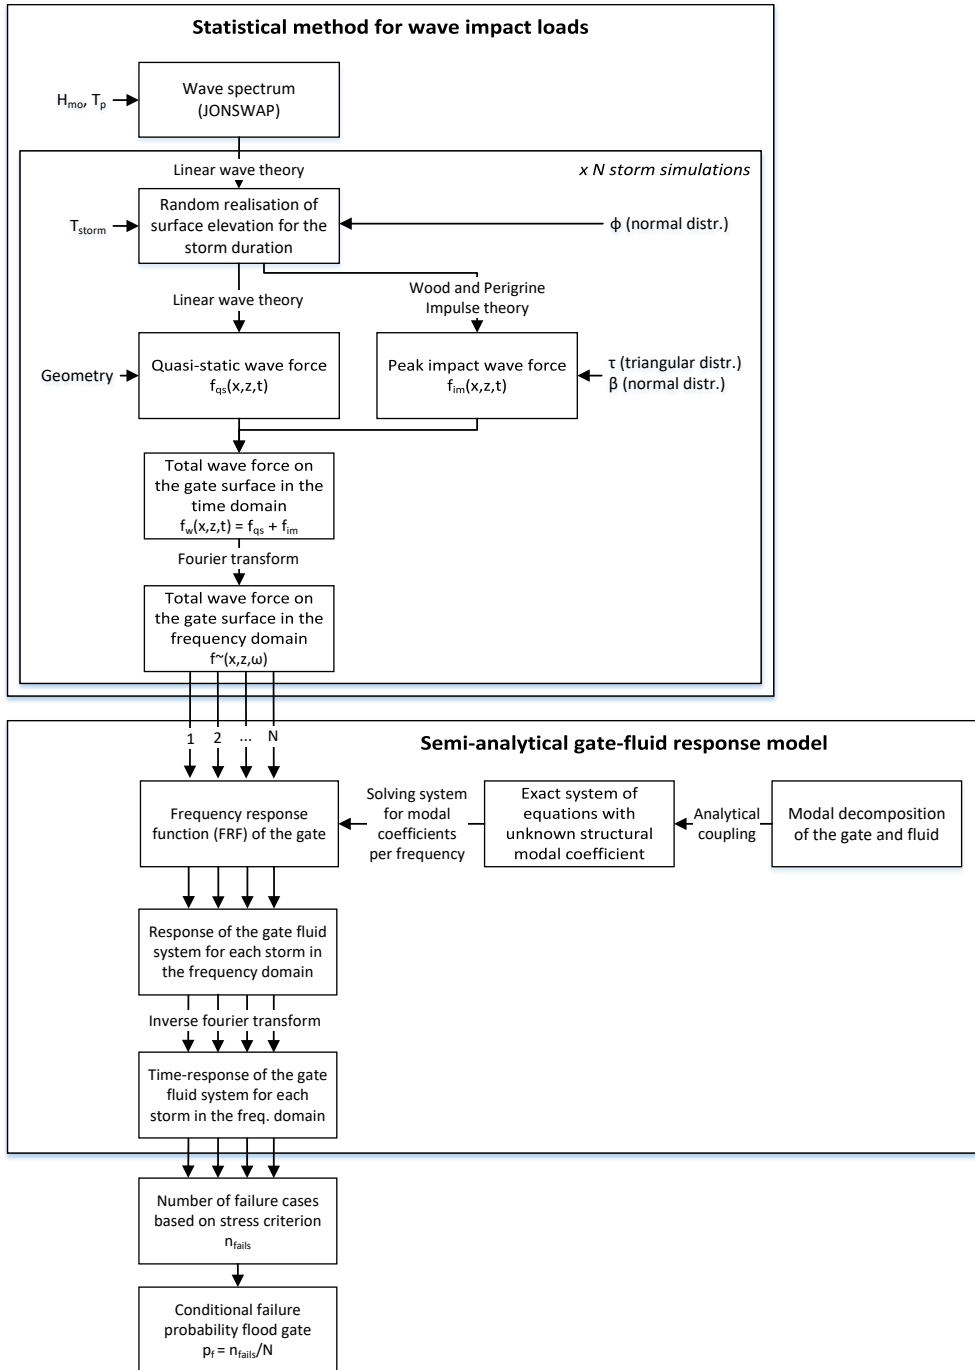 Statistical method for wave impact loads
Wave spectrum
(JONSWAP)
Hmo, Tp
Linear wave theory
x N storm simulations
Random realisation of
surface elevation for the
storm duration
Tstorm
ϕ (normal distr.)
Linear wave theory
Wood and Perigrine
Impulse theory
Geometry
Quasi-static wave force
fqs(x,z,t)
Peak impact wave force
fim(x,z,t)
τ (triangular distr.)
β (normal distr.)
Total wave force on
the gate surface in the
time domain
fw(x,z,t) = fqs + fim
Fourier transform
Total wave force on
the gate surface in the
frequency domain
f~(x,z,ω)
1 2 ... N
Semi-analytical gate-fluid response model
Frequency response
function (FRF) of the gate
Solving system
for modal
coefficients
per frequency
Exact system of
equations with
unknown structural
modal coefficient
Analytical
coupling
Modal decomposition
of the gate and fluid
Response of the gate fluid
system for each storm in
the frequency domain
Inverse fourier transform
Time-response of the gate
fluid system for each
storm in the freq. domain
Number of failure cases
based on stress criterion
nfails
Conditional failure
probability flood gate
pf = nfails/N